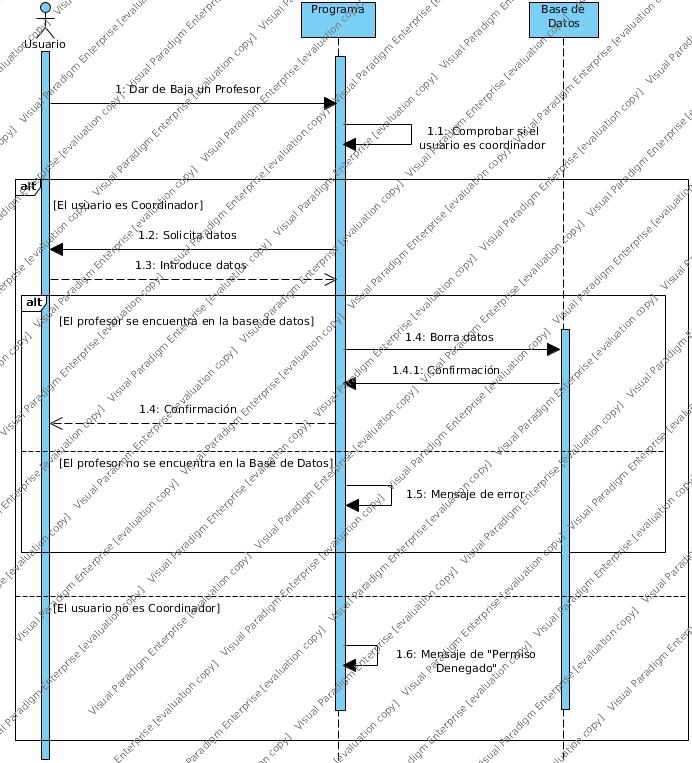 Usuario
Programa
Base de
Datos
1: Dar de Baja un Profesor
1.1: Comprobar si el
usuario es coordinador
alt
[El usuario es Coordinador]
1.2: Solicita datos
1.3: Introduce datos
alt
[El profesor se encuentra en la base de datos]
1.4: Borra datos
1.4.1: Confirmación
1.4: Confirmación
[El profesor no se encuentra en la Base de Datos]
1.5: Mensaje de error
[El usuario no es Coordinador]
1.6: Mensaje de "Permiso
Denegado"
Visual Paradigm Enterprise [evaluation copy]